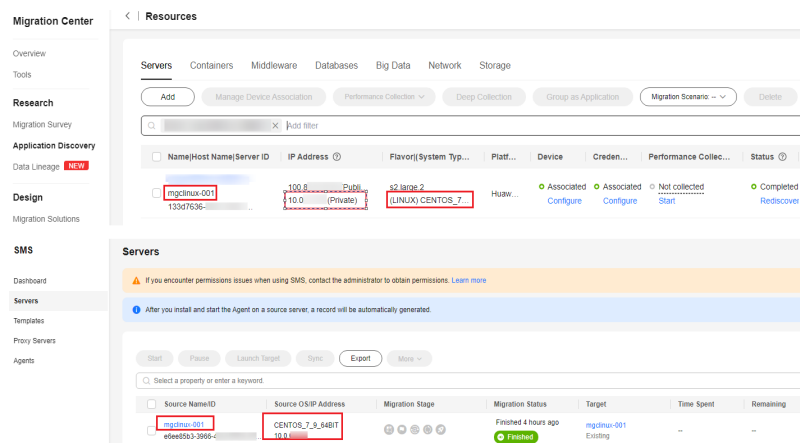 Migration Center
Overview
Tools
Research
Migration Survey
Application Discovery
Data Lineage NEW
Design
Migration Solutions
Resources
Servers Containers Middleware Databases Big Data Network Storage
Add Manage Device Association Performance Collection Deep Collection Group as Application Migration Scenario: -- Delete
Add filter
Name|Host Name|Server ID IP Address Flavor|(System Typ... Platf... Device Creden... Performance Collec... Status
mgclinux-001 100.8 Publi.. s2.large.2 Huaw... Associated Associated Not collected Completed
133d7636- .. 10.0 (Private) (LINUX) CENTOS_7... Configure Configure Start Rediscover
SMS
Dashboard
Servers
Templates
Proxy Servers
Agents
Servers
If you encounter permissions issues when using SMS, contact the administrator to obtain permissions. Learn more
After you install and start the Agent on a source server, a record will be automatically generated.
Start Pause Launch Target Sync Export More
Select a property or enter a keyword.
Source Name/ID Source OS/IP Address Migration Stage Migration Status Target Time Spent Remaining
mgclinux-001 CENTOS_7_9_64BIT Finished 4 hours ago mgclinux-001 -- --
e6ee85b3-3966-4 .. 10.0. Finished Existing